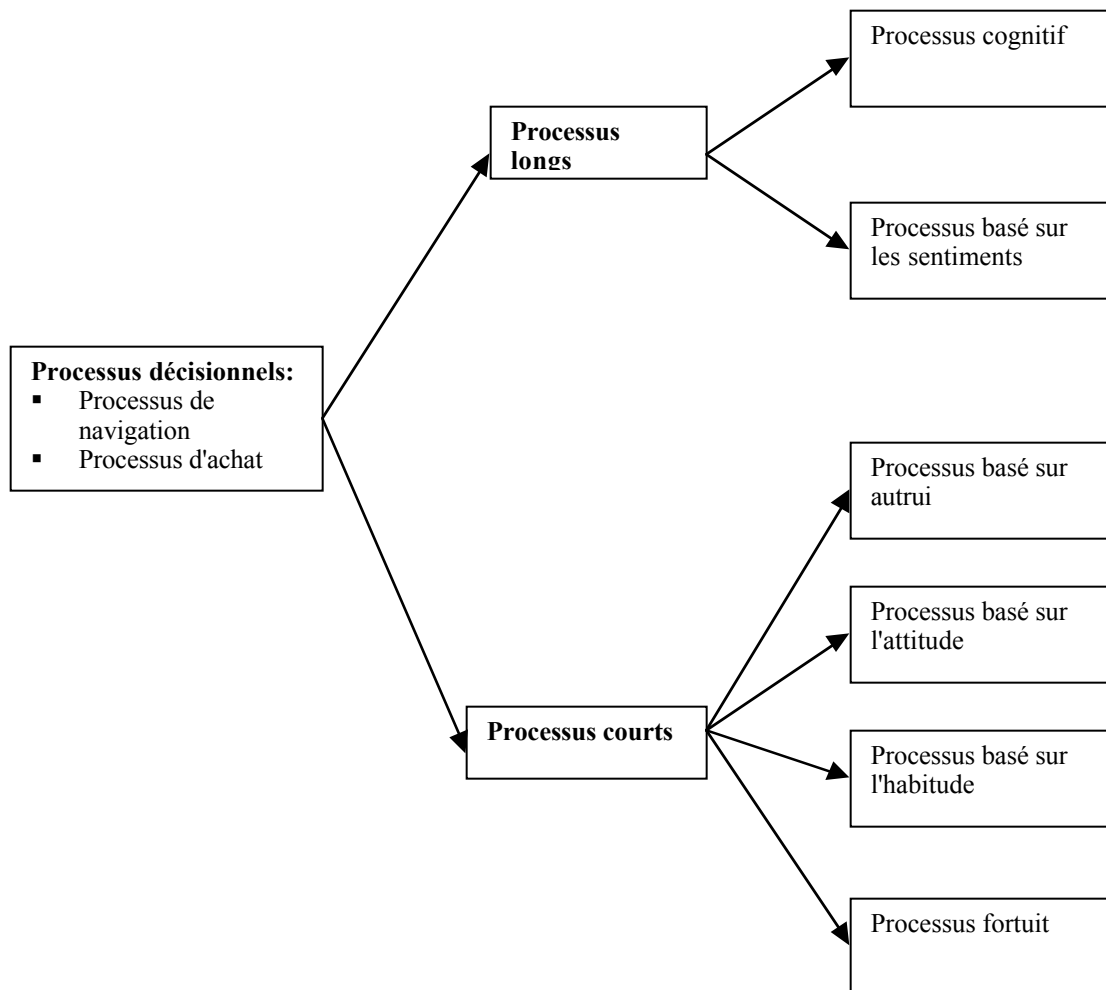 Processus cognitif
Processus
longs
Processus basé sur
les sentiments
Processus décisionnels:
▪ Processus de
navigation
▪ Processus d'achat
Processus basé sur
autrui
Processus basé sur
l'attitude
Processus courts
Processus basé sur
l'habitude
Processus fortuit